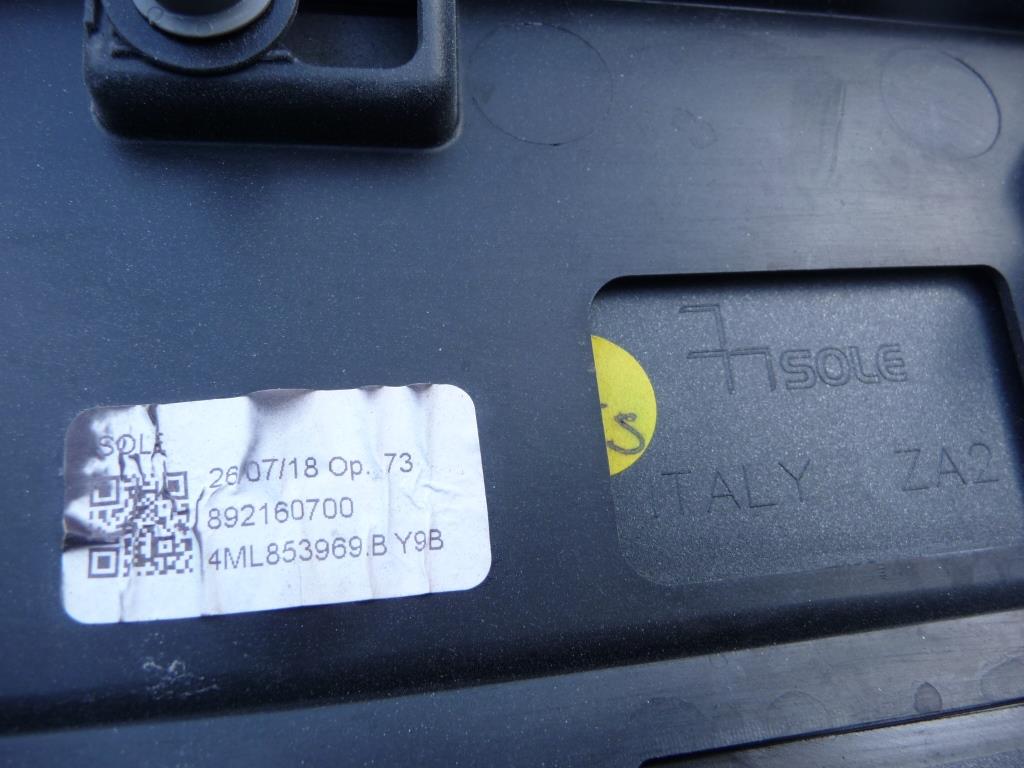 SOLE
26/07/18 Op. 73
892160700
4ML853969.B Y9B
SOLE
ITALY ZA2